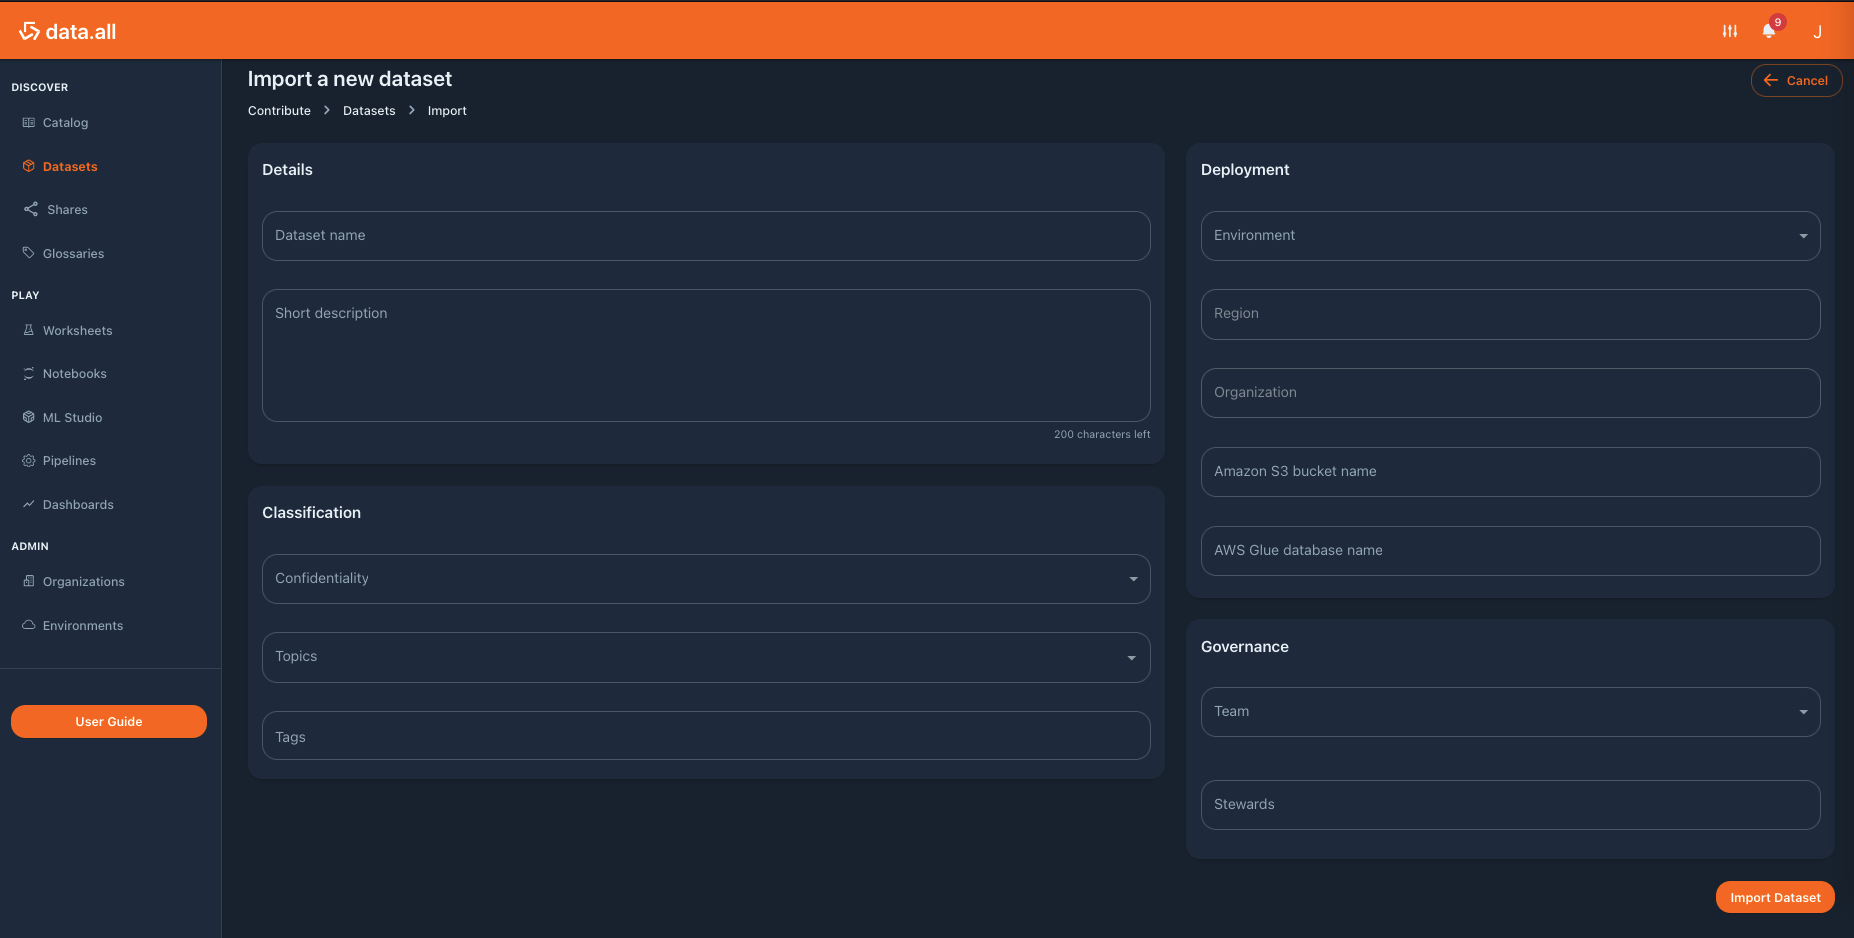 data.all
9
J
DISCOVER
Catalog
Datasets
Shares
Glossaries
PLAY
Worksheets
Notebooks
ML Studio
Pipelines
Dashboards
ADMIN
Organizations
Environments
User Guide
Import a new dataset
Contribute > Datasets > Import
Cancel
Details
Dataset name
Short description
200 characters left
Classification
Confidentiality
Topics
Tags
Deployment
Environment
Region
Organization
Amazon S3 bucket name
AWS Glue database name
Governance
Team
Stewards
Import Dataset